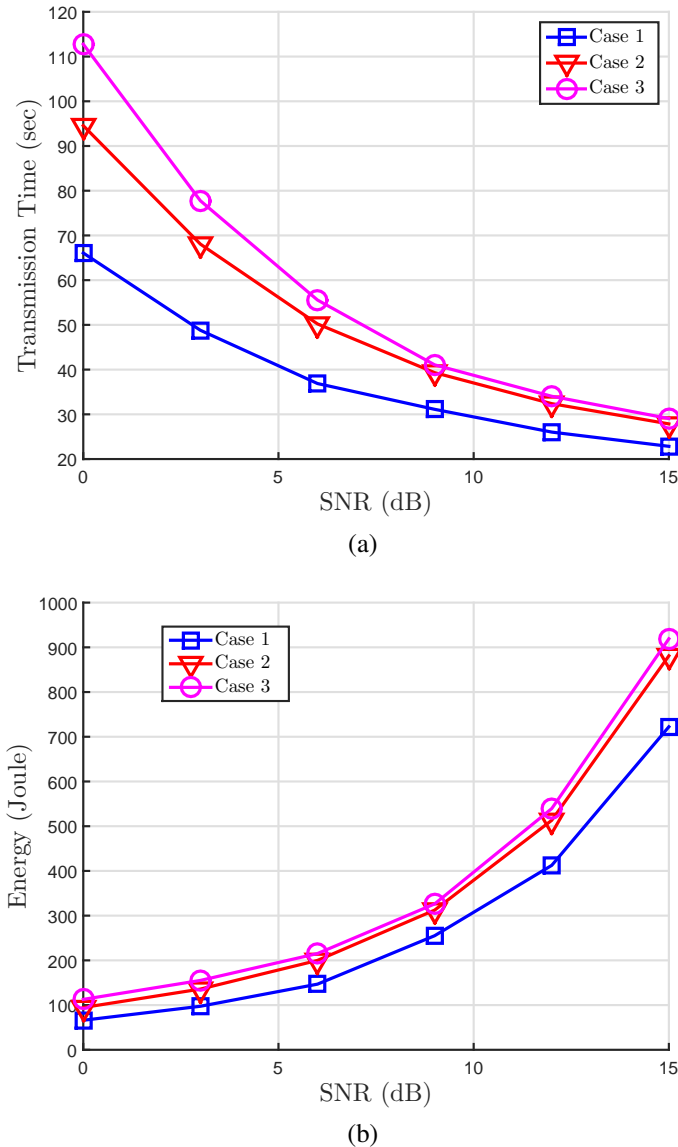 120
110
100
90
80
70
60
50
40
30
20
Transmission Time (sec)
Case 1
Case 2
Case 3
0
5
10
15
SNR (dB)
(a)
1000
900
800
700
600
500
400
300
200
100
0
Energy (Joule)
Case 1
Case 2
Case 3
0
5
10
15
SNR (dB)
(b)